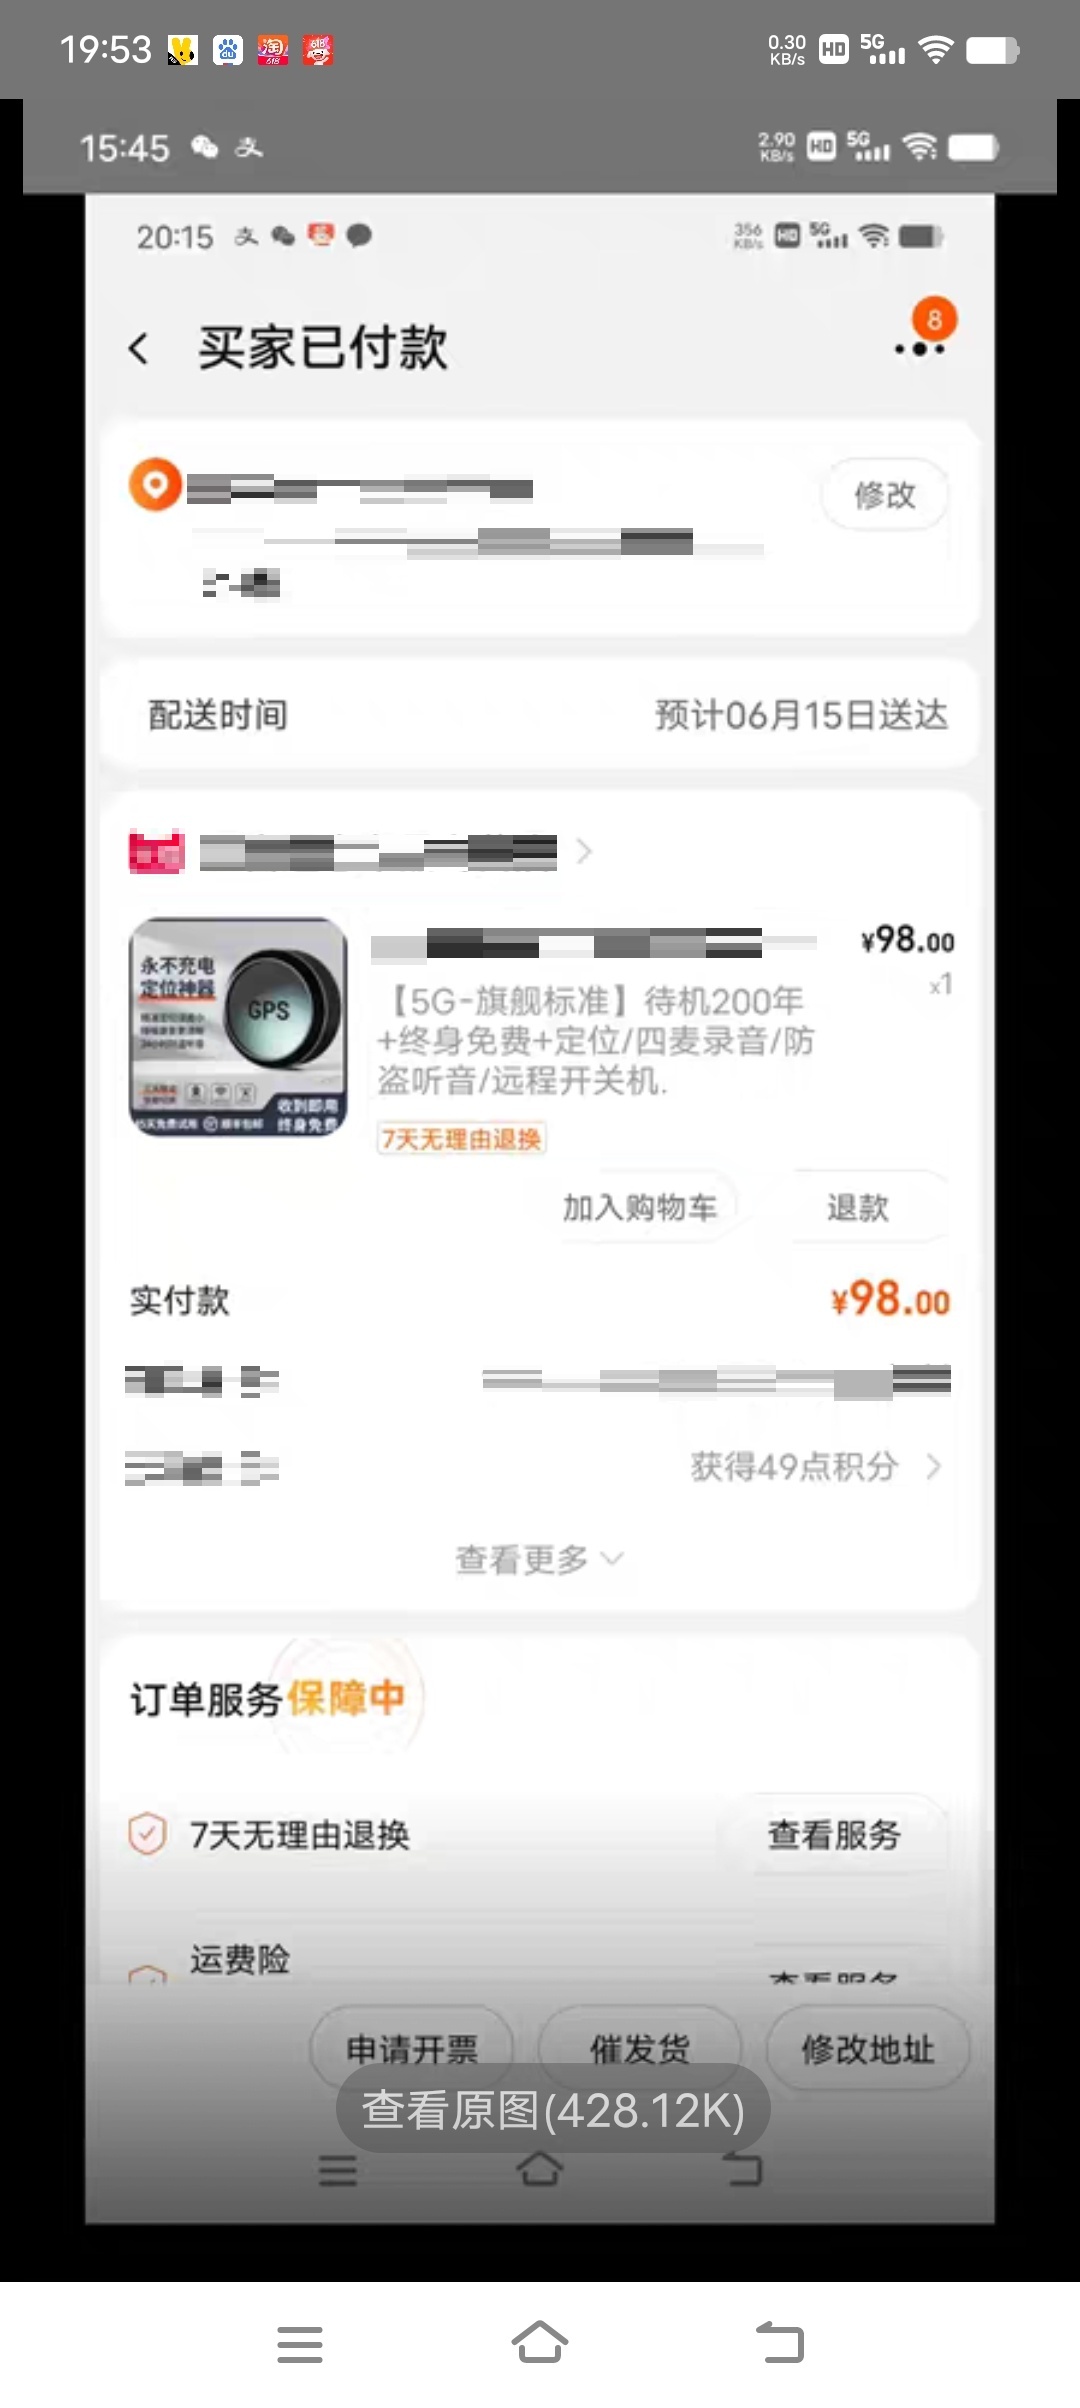 19:53
0.30
KB/s
HD
5G
15:45
2.90
KB/s
HD
5G
20:15
356
KB/s
HD
5G
买家已付款
8
修改
配送时间
预计06月15日送达
永不充电
定位神器
GPS
收到即用
终身免费
¥98.00
x1
【5G-旗舰标准】待机200年
+终身免费+定位/四麦录音/防
盗听音/远程开关机.
7天无理由退换
加入购物车
退款
实付款
¥98.00
获得49点积分
查看更多
订单服务保障中
7天无理由退换
查看服务
运费险
查看服务
申请开票
催发货
修改地址
查看原图(428.12K)